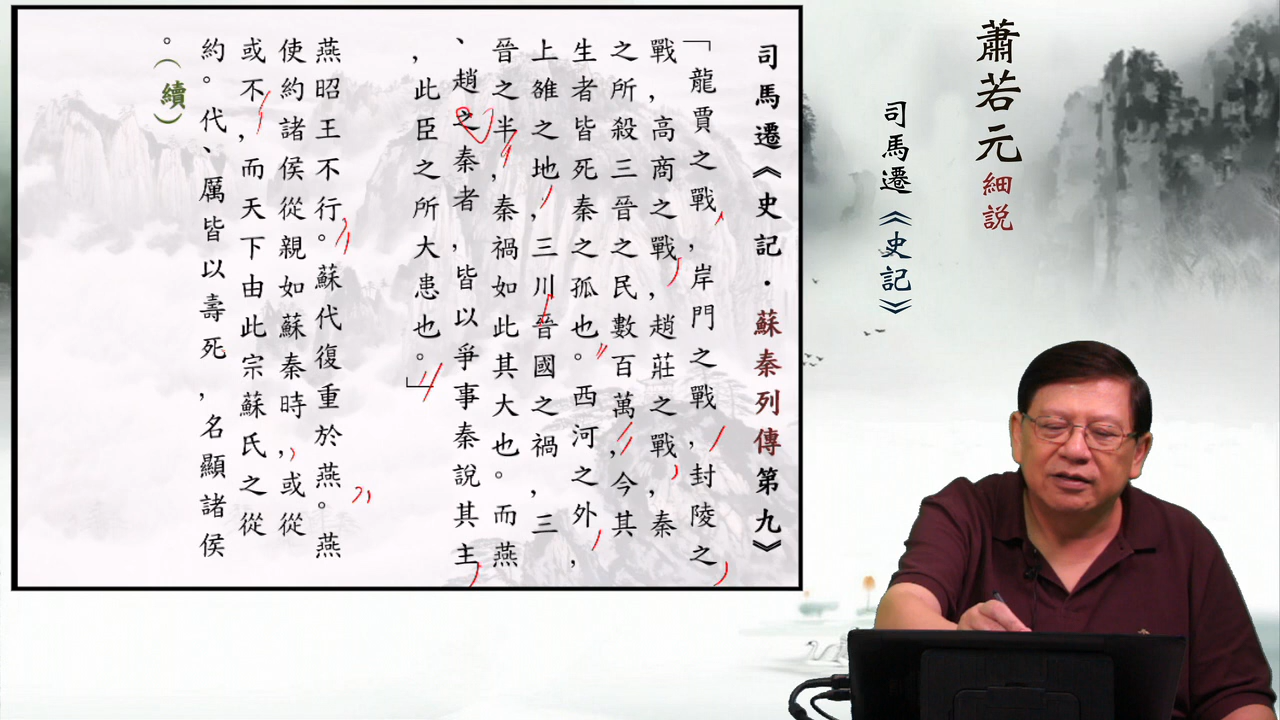 蕭若元細説
司馬遷《史記》
司馬遷《史記．蘇秦列傳第九》
「龍賈之戰，岸門之戰，封陵之
戰，高商之戰，趙莊之戰，秦
之所殺三晉之民數百萬，今其
生者皆死秦之孤也。西河之外，
上雒之地，三川晉國之禍，三
晉之半，秦禍如此其大也。而燕
、趙之秦者，皆以爭事秦說其主
，此臣之所大患也。」
燕昭王不行。蘇代復重於燕。燕
使約諸侯從親如蘇秦時，或從
或不，而天下由此宗蘇氏之從
約。代、厲皆以壽死，名顯諸侯
。（續）